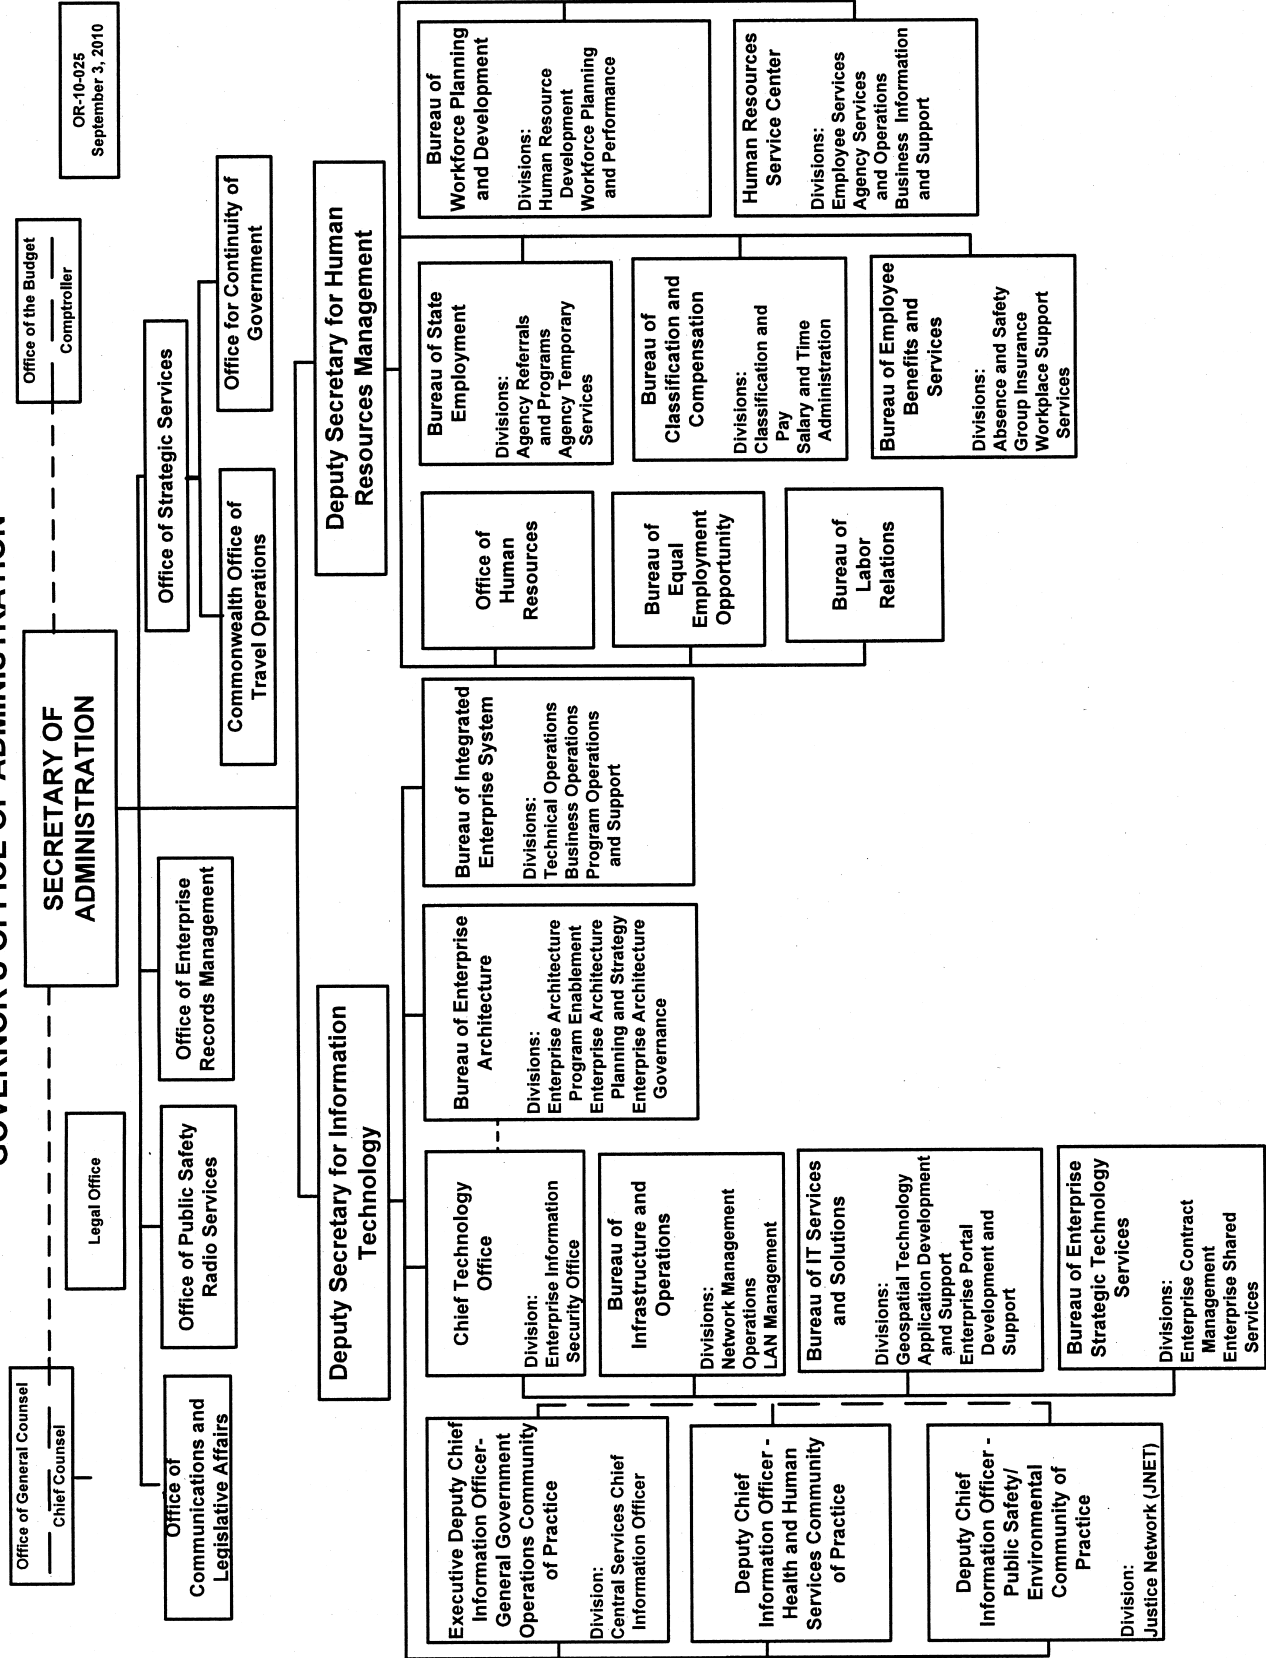 GOVERNOR'S OFFICE OF ADMINISTRATION
OR-10-025
September 3, 2010
Office of General Counsel
Chief Counsel
Legal Office
SECRETARY OF
ADMINISTRATION
Office of the Budget
Comptroller
Office of
Communications and
Legislative Affairs
Office of Public Safety
Radio Services
Office of Enterprise
Records Management
Office of Strategic Services
Commonwealth Office of
Travel Operations
Office for Continuity of
Government
Deputy Secretary for Information
Technology
Deputy Secretary for Human
Resources Management
Executive Deputy Chief
Information Officer-
General Government
Operations Community
of Practice
Division:
Central Services Chief
Information Officer
Deputy Chief
Information Officer -
Health and Human
Services Community
of Practice
Deputy Chief
Information Officer -
Public Safety/
Environmental
Community of
Practice
Division:
Justice Network (JNET)
Chief Technology
Office
Division:
Enterprise Information
Security Office
Bureau of
Infrastructure and
Operations
Divisions:
Network Management
Operations
LAN Management
Bureau of IT Services
and Solutions
Divisions:
Geospatial Technology
Application Development
and Support
Enterprise Portal
Development and
Support
Bureau of Enterprise
Strategic Technology
Services
Divisions:
Enterprise Contract
Management
Enterprise Shared
Services
Bureau of Enterprise
Architecture
Divisions:
Enterprise Architecture
Program Enablement
Enterprise Architecture
Planning and Strategy
Enterprise Architecture
Governance
Bureau of Integrated
Enterprise System
Divisions:
Technical Operations
Business Operations
Program Operations
and Support
Office of
Human
Resources
Bureau of
Equal
Employment
Opportunity
Bureau of
Labor
Relations
Bureau of State
Employment
Divisions:
Agency Referrals
and Programs
Agency Temporary
Services
Bureau of
Classification and
Compensation
Divisions:
Classification and
Pay
Salary and Time
Administration
Bureau of Employee
Benefits and
Services
Divisions:
Absence and Safety
Group Insurance
Workplace Support
Services
Bureau of
Workforce Planning
and Development
Divisions:
Human Resource
Development
Workforce Planning
and Performance
Human Resources
Service Center
Divisions:
Employee Services
Agency Services
and Operations
Business Information
and Support